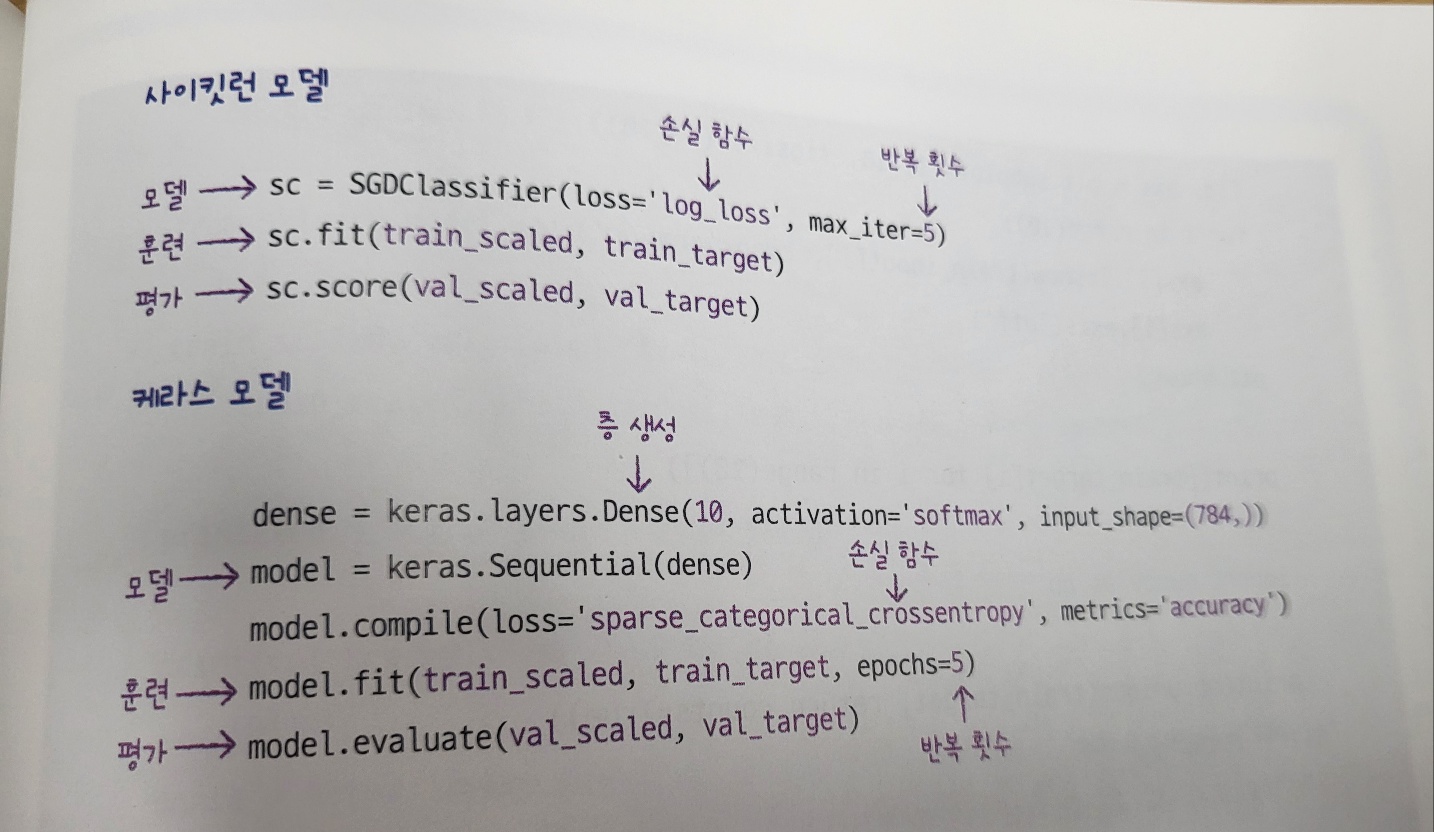 사이킷런 모델
손실 함수
반복 횟수
모델 → sc = SGDClassifier(loss='log_loss', max_iter=5)
훈련 → sc.fit(train_scaled, train_target)
평가 → sc.score(val_scaled, val_target)
케라스 모델
층 생성
dense = keras.layers.Dense(10, activation='softmax', input_shape=(784,))
모델 → model = keras.Sequential(dense)
손실 함수
model.compile(loss='sparse_categorical_crossentropy', metrics='accuracy')
훈련 → model.fit(train_scaled, train_target, epochs=5)
평가 → model.evaluate(val_scaled, val_target)
반복 횟수